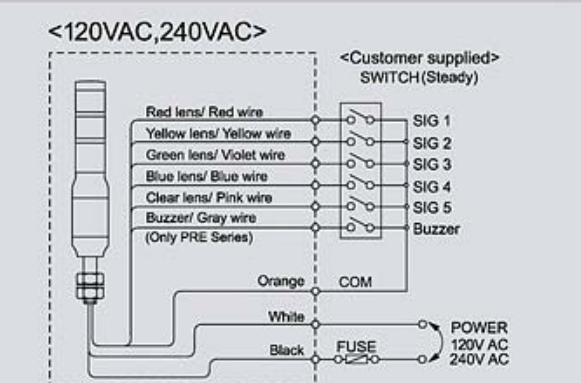 <120VAC,240VAC>
<Customer supplied>
SWITCH(Steady)
Red lens/ Red wire
SIG 1
Yellow lens/ Yellow wire
SIG 2
Green lens/ Violet wire
SIG 3
Blue lens/ Blue wire
SIG 4
Clear lens/ Pink wire
SIG 5
Buzzer/ Gray wire
Buzzer
(Only PRE Series)
Orange
COM
White
Black
FUSE
POWER
120V AC
240V AC